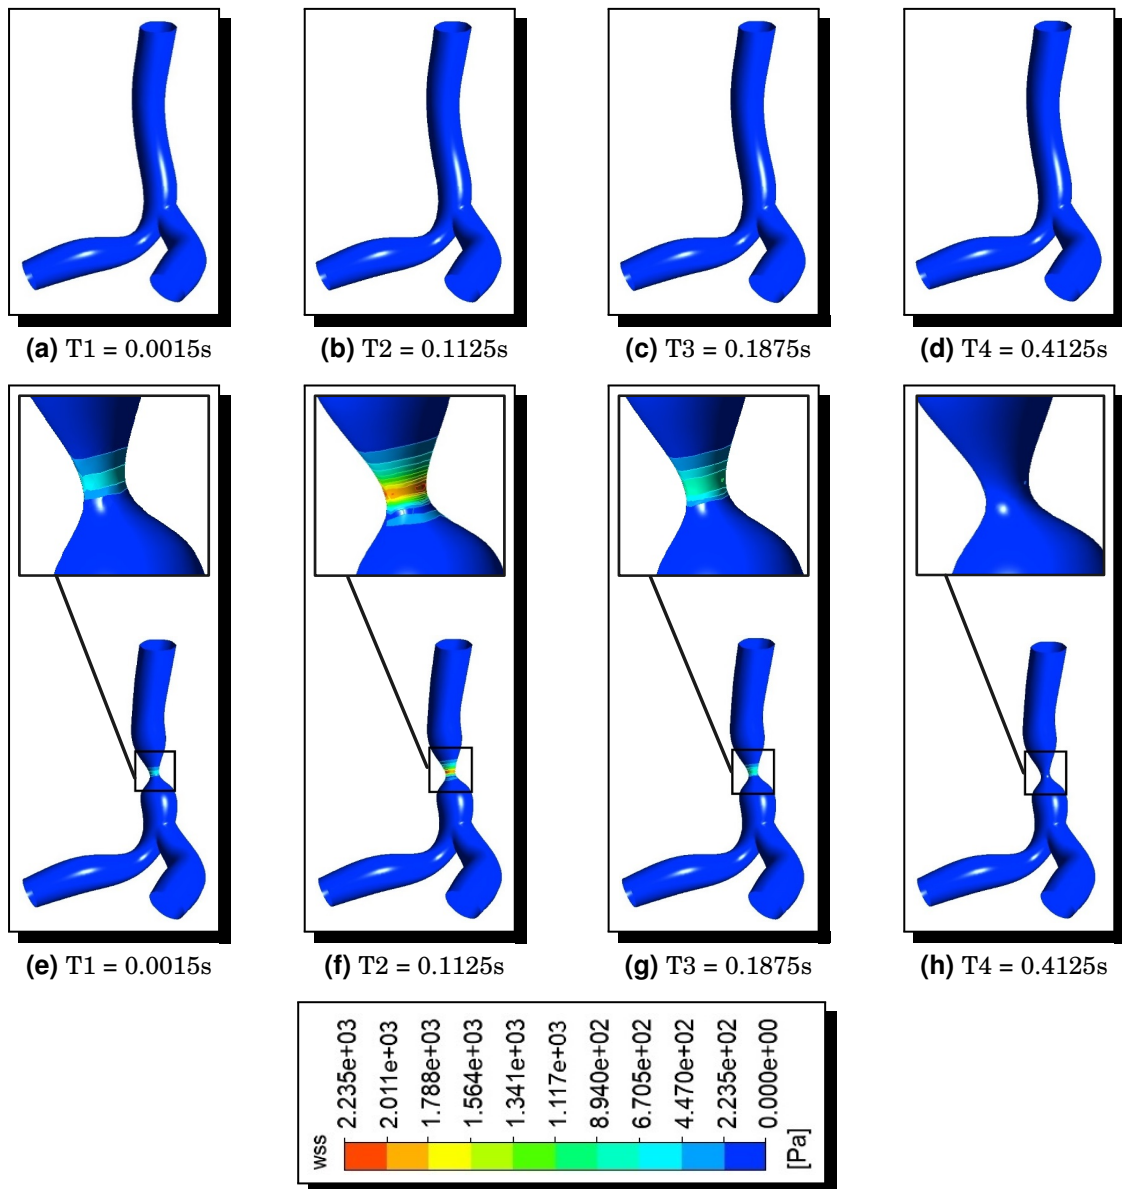 (a) T1 = 0.0015s
(b) T2 = 0.1125s
(c) T3 = 0.1875s
(d) T4 = 0.4125s
(e) T1 = 0.0015s
(f) T2 = 0.1125s
(g) T3 = 0.1875s
(h) T4 = 0.4125s
wss
2.235e+03
2.011e+03
1.788e+03
1.564e+03
1.341e+03
1.117e+03
8.940e+02
6.705e+02
4.470e+02
2.235e+02
0.000e+00
[Pa]